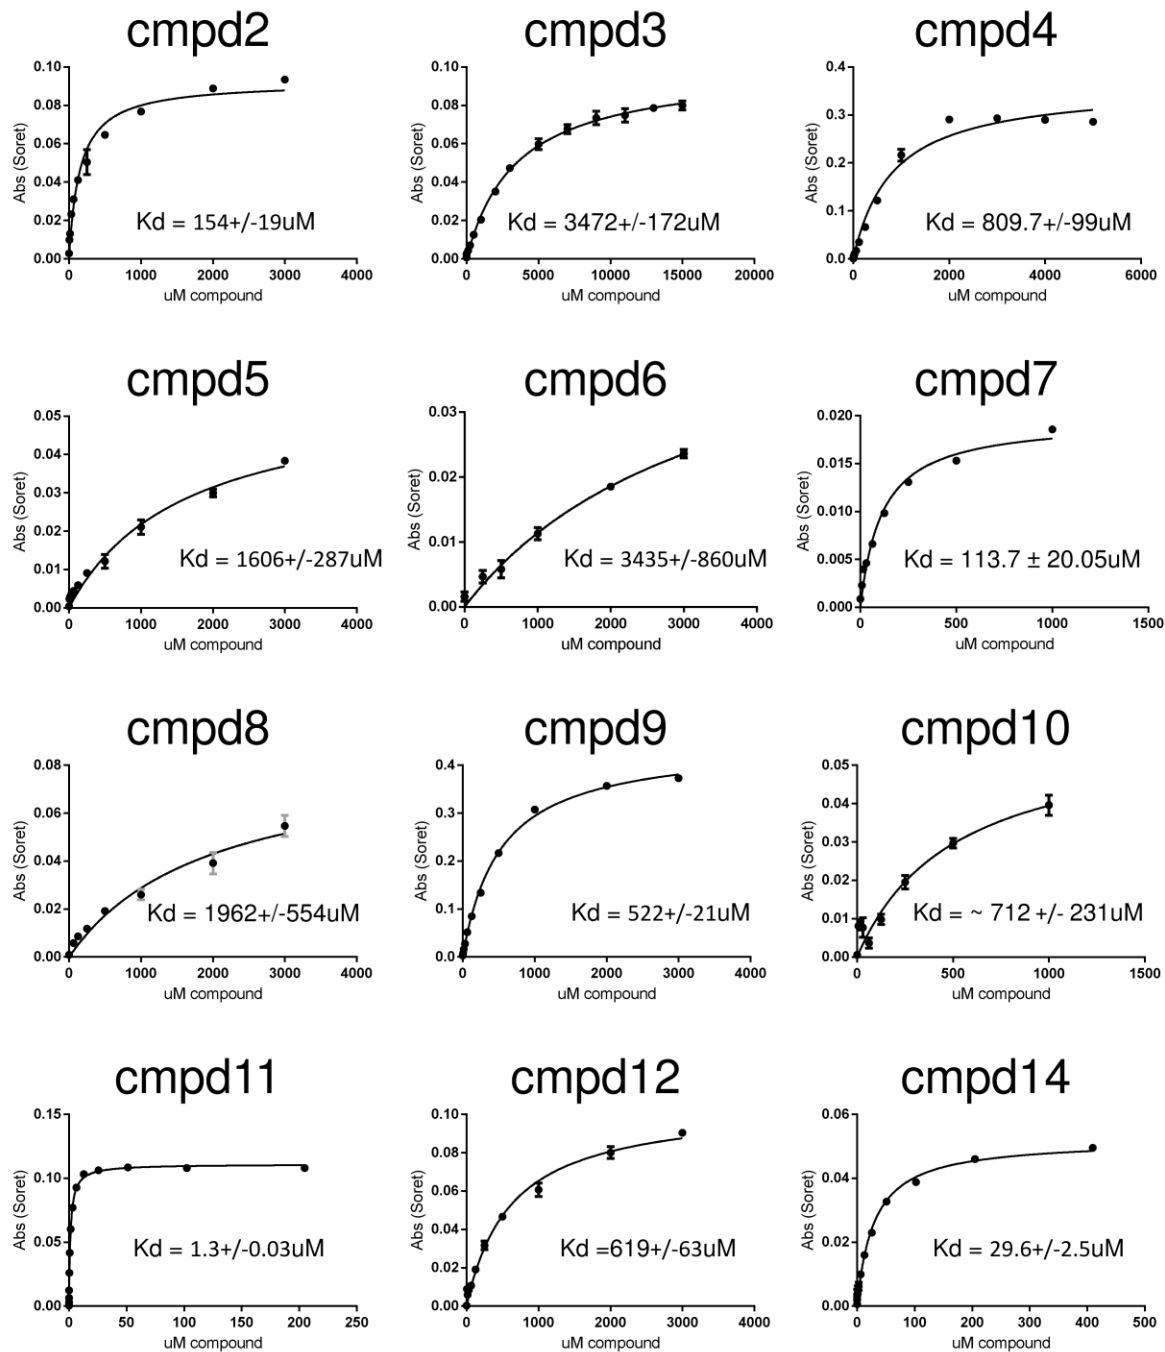 cmpd2
cmpd3
cmpd4
0.10
0.08
0.06
0.04
0.02
0.00
Abs (Soret)
Kd = 154+/-19uM
0 1000 2000 3000 4000
uM compound
0.10
0.08
0.06
0.04
0.02
0.00
Abs (Soret)
Kd = 3472+/-172uM
0 5000 10000 15000 20000
uM compound
0.4
0.3
0.2
0.1
0.0
Abs (Soret)
Kd = 809.7+/-99uM
0 2000 4000 6000
uM compound
cmpd5
cmpd6
cmpd7
0.05
0.04
0.03
0.02
0.01
0.00
Abs (Soret)
Kd = 1606+/-287uM
0 1000 2000 3000 4000
uM compound
0.03
0.02
0.01
0.00
Abs (Soret)
Kd = 3435+/-860uM
0 1000 2000 3000 4000
uM compound
0.020
0.015
0.010
0.005
0.000
Abs (Soret)
Kd = 113.7 ± 20.05uM
0 500 1000 1500
uM compound
cmpd8
cmpd9
cmpd10
0.08
0.06
0.04
0.02
0.00
Abs (Soret)
Kd = 1962+/-554uM
0 1000 2000 3000 4000
uM compound
0.4
0.3
0.2
0.1
0.0
Abs (Soret)
Kd = 522+/-21uM
0 1000 2000 3000 4000
uM compound
0.05
0.04
0.03
0.02
0.01
0.00
Abs (Soret)
Kd = ~ 712 +/- 231uM
0 500 1000 1500
uM compound
cmpd11
cmpd12
cmpd14
0.15
0.10
0.05
0.00
Abs (Soret)
Kd = 1.3+/-0.03uM
0 50 100 150 200 250
uM compound
0.10
0.08
0.06
0.04
0.02
0.00
Abs (Soret)
Kd =619+/-63uM
0 1000 2000 3000 4000
uM compound
0.06
0.04
0.02
0.00
Abs (Soret)
Kd = 29.6+/-2.5uM
0 100 200 300 400 500
uM compound